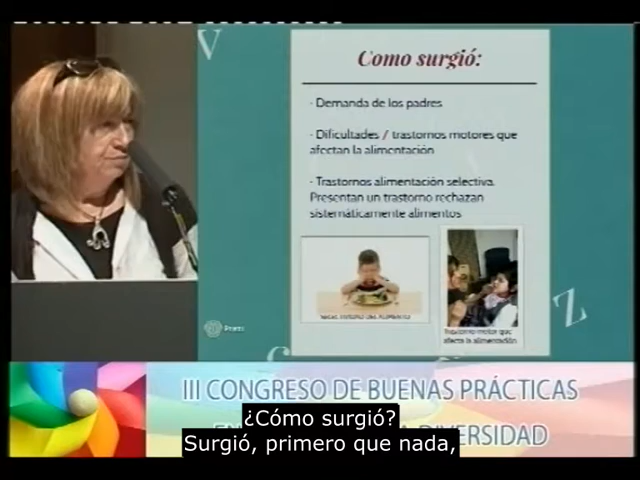 Como surgió:
· Demanda de los padres
· Dificultades / trastornos motores que
afectan la alimentación
· Trastornos alimentación selectiva.
Presentan un trastorno rechazan
sistemáticamente alimentos
Trastorno motor que
afecta la alimentación
III CONGRESO DE BUENAS PRÁCTICAS
DIVERSIDAD
¿Cómo surgió?
Surgió, primero que nada,